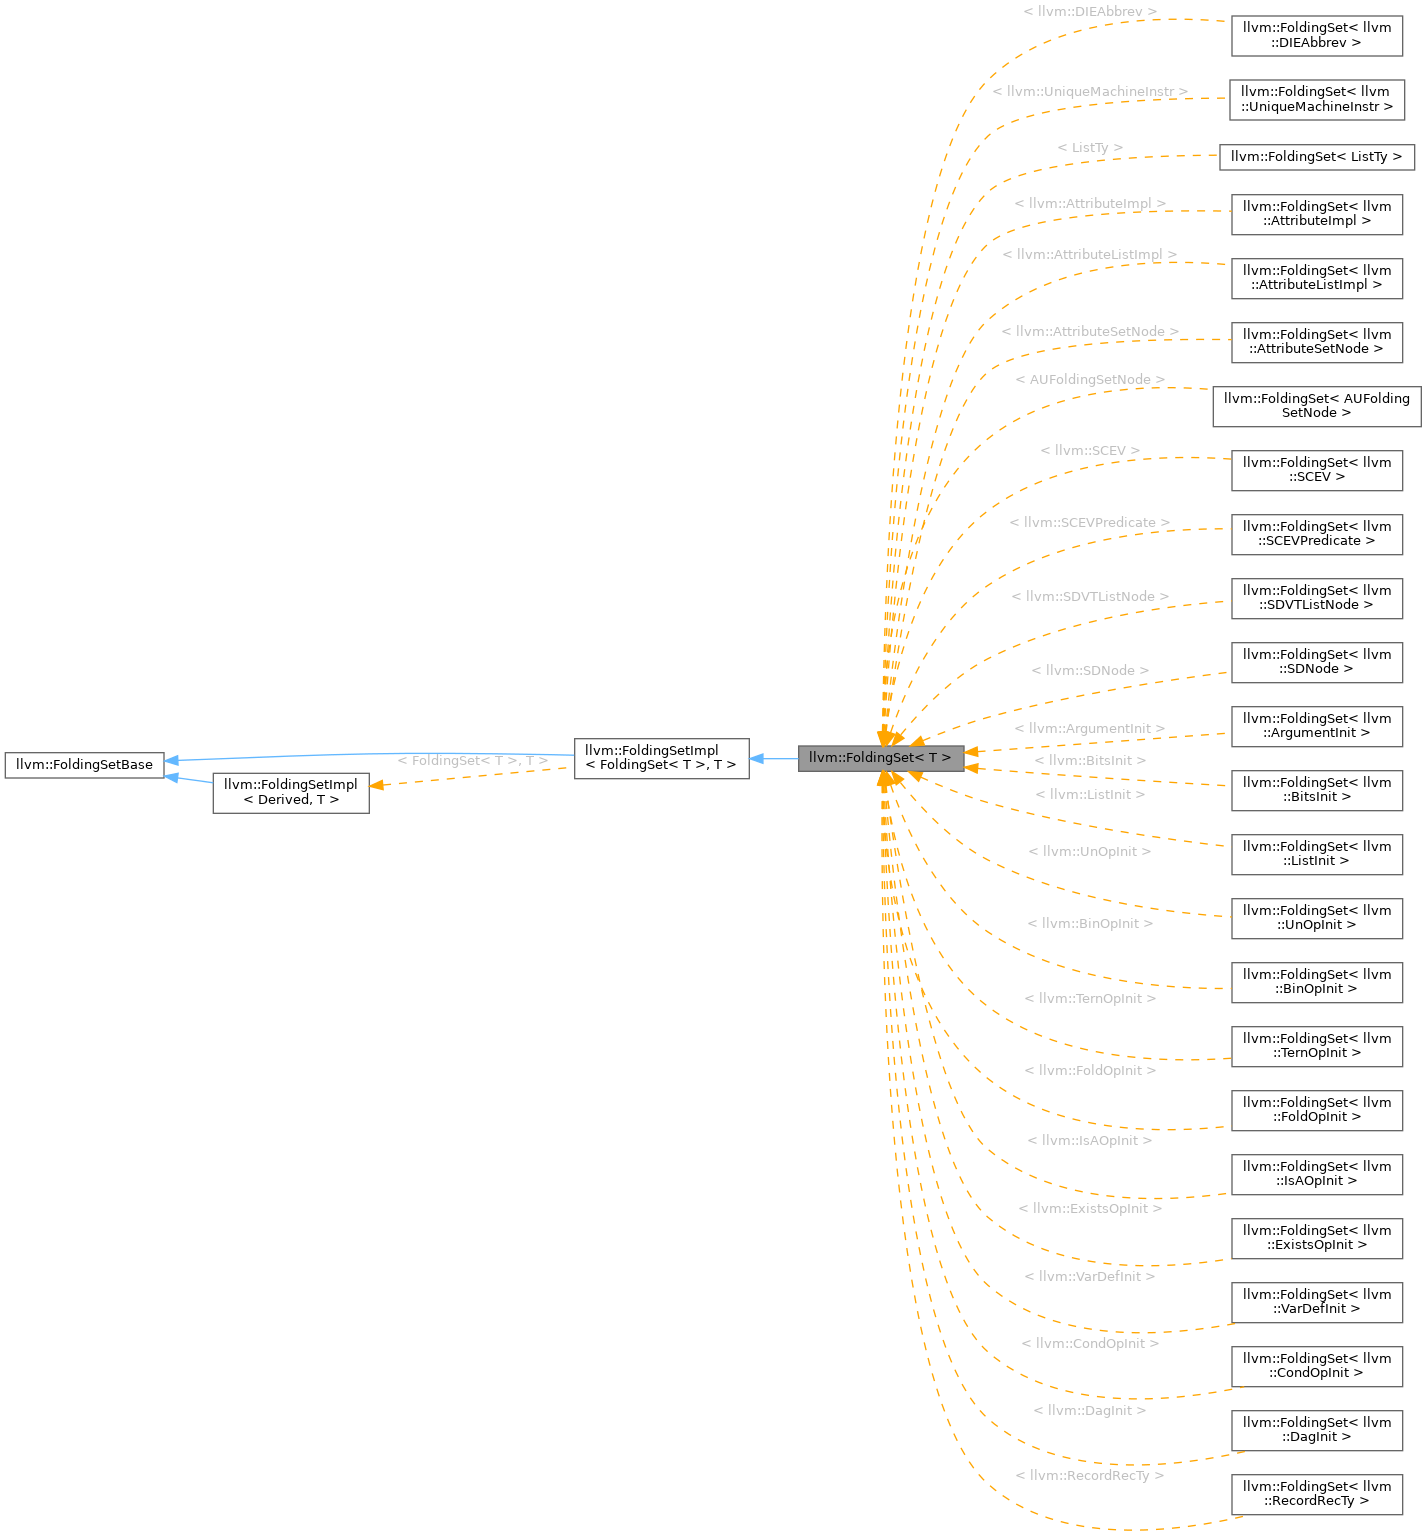 llvm::FoldingSetBase
llvm::FoldingSetImpl
< Derived, T >
< FoldingSet< T >, T >
llvm::FoldingSetImpl
< FoldingSet< T >, T >
llvm::FoldingSet< T >
< llvm::DIEAbbrev >
llvm::FoldingSet< llvm
::DIEAbbrev >
< llvm::UniqueMachineInstr >
llvm::FoldingSet< llvm
::UniqueMachineInstr >
< ListTy >
llvm::FoldingSet< ListTy >
< llvm::AttributeImpl >
llvm::FoldingSet< llvm
::AttributeImpl >
< llvm::AttributeListImpl >
llvm::FoldingSet< llvm
::AttributeListImpl >
< llvm::AttributeSetNode >
llvm::FoldingSet< llvm
::AttributeSetNode >
< AUFoldingSetNode >
llvm::FoldingSet< AUFolding
SetNode >
< llvm::SCEV >
llvm::FoldingSet< llvm
::SCEV >
< llvm::SCEVPredicate >
llvm::FoldingSet< llvm
::SCEVPredicate >
< llvm::SDVTListNode >
llvm::FoldingSet< llvm
::SDVTListNode >
< llvm::SDNode >
llvm::FoldingSet< llvm
::SDNode >
< llvm::ArgumentInit >
llvm::FoldingSet< llvm
::ArgumentInit >
< llvm::BitsInit >
llvm::FoldingSet< llvm
::BitsInit >
< llvm::ListInit >
llvm::FoldingSet< llvm
::ListInit >
< llvm::UnOpInit >
llvm::FoldingSet< llvm
::UnOpInit >
< llvm::BinOpInit >
llvm::FoldingSet< llvm
::BinOpInit >
< llvm::TernOpInit >
llvm::FoldingSet< llvm
::TernOpInit >
< llvm::FoldOpInit >
llvm::FoldingSet< llvm
::FoldOpInit >
< llvm::IsAOpInit >
llvm::FoldingSet< llvm
::IsAOpInit >
< llvm::ExistsOpInit >
llvm::FoldingSet< llvm
::ExistsOpInit >
< llvm::VarDefInit >
llvm::FoldingSet< llvm
::VarDefInit >
< llvm::CondOpInit >
llvm::FoldingSet< llvm
::CondOpInit >
< llvm::DagInit >
llvm::FoldingSet< llvm
::DagInit >
< llvm::RecordRecTy >
llvm::FoldingSet< llvm
::RecordRecTy >